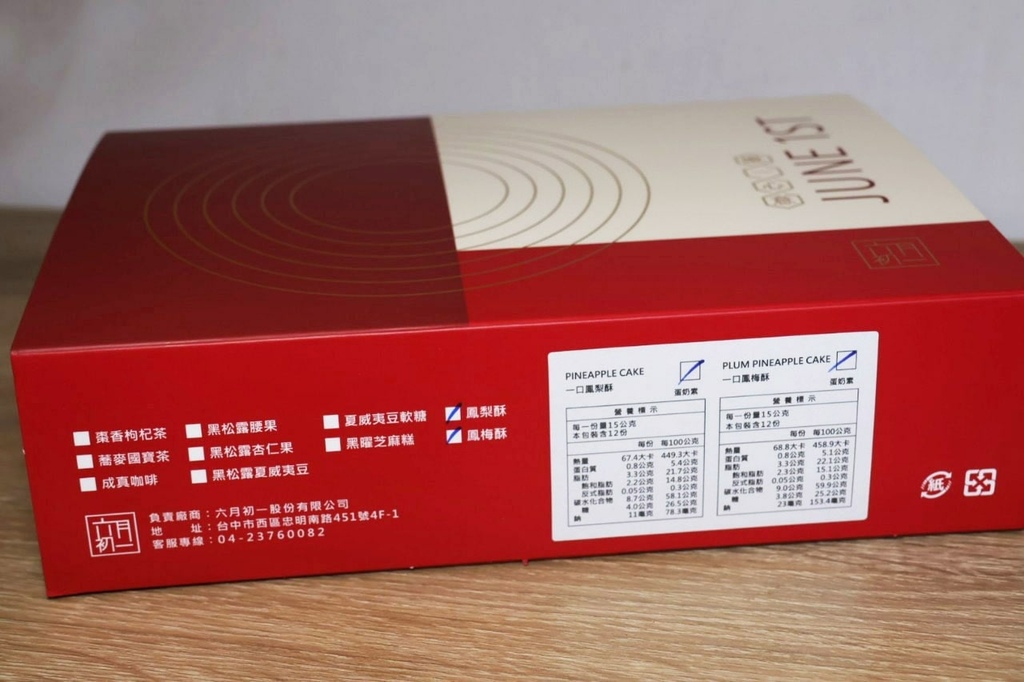 JUNE 1ST
棗香枸杞茶
蕎麥國寶茶
成真咖啡
黑松露腰果
黑松露杏仁果
黑松露夏威夷豆
夏威夷豆軟糖
黑曜芝麻糕
鳳梨酥
鳳梅酥
六月初一
負責廠商：六月初一股份有限公司
地 址：台中市西區忠明南路451號4F-1
客服專線：04-23760082
PINEAPPLE CAKE
一口鳳梨酥
蛋奶素
營養標示
每一份量15公克
本包裝含12份
每份 每100公克
熱量 67.4大卡 449.3大卡
蛋白質 0.8公克 5.4公克
脂肪 3.3公克 21.7公克
飽和脂肪 2.2公克 14.8公克
反式脂肪 0.05公克 0.3公克
碳水化合物 8.7公克 58.1公克
糖 4.0公克 26.5公克
鈉 11毫克 78.3毫克
PLUM PINEAPPLE CAKE
一口鳳梅酥
蛋奶素
營養標示
每一份量15公克
本包裝含12份
每份 每100公克
熱量 68.8大卡 458.9大卡
蛋白質 0.8公克 5.1公克
脂肪 3.3公克 22.1公克
飽和脂肪 2.3公克 15.1公克
反式脂肪 0.05公克 0.3公克
碳水化合物 9.0公克 59.9公克
糖 3.8公克 25.2公克
鈉 23毫克 153.4毫克
紙